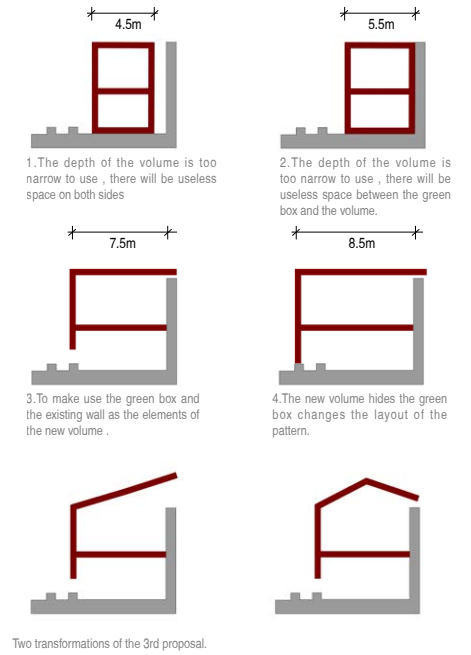 4.5m
5.5m
1.The depth of the volume is too
narrow to use , there will be useless
space on both sides
2.The depth of the volume is
too narrow to use , there will be
useless space between the green
box and the volume.
7.5m
8.5m
3.To make use the green box and
the existing wall as the elements of
the new volume .
4.The new volume hides the green
box changes the layout of the
pattern.
Two transformations of the 3rd proposal.